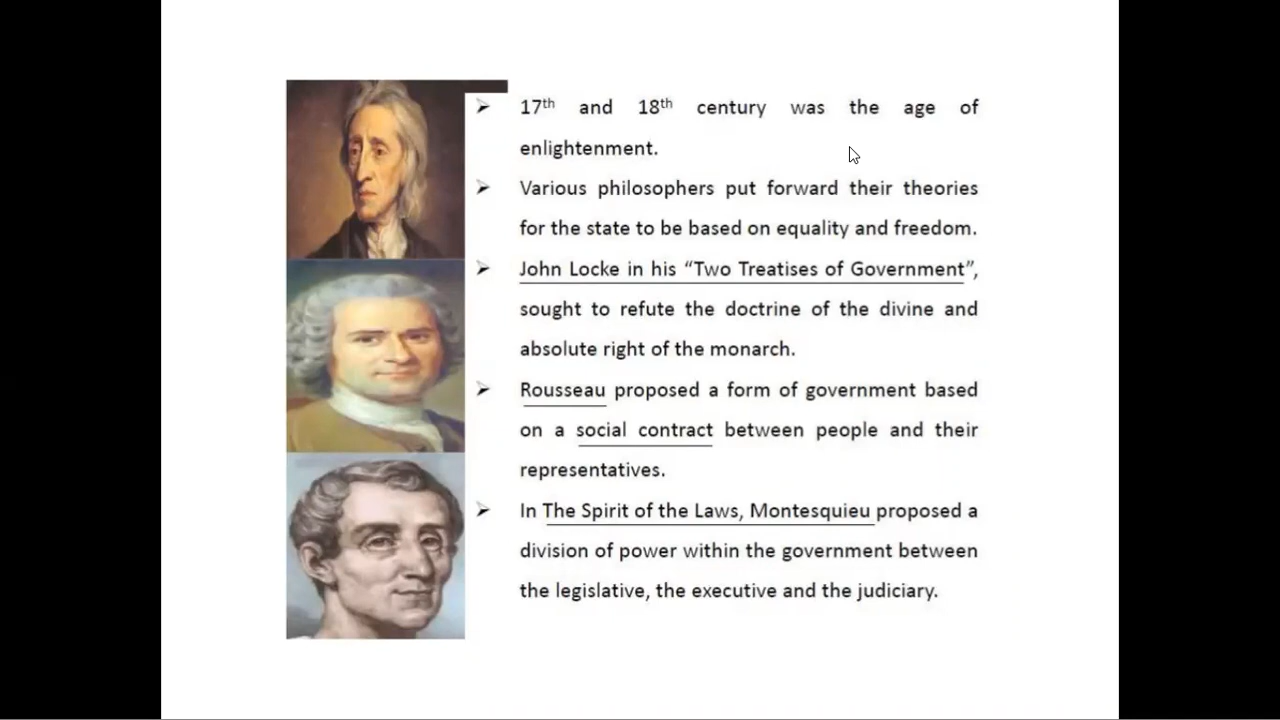 ➢ 17th and 18th century was the age of
enlightenment.
➢ Various philosophers put forward their theories
for the state to be based on equality and freedom.
➢ John Locke in his “Two Treatises of Government”,
sought to refute the doctrine of the divine and
absolute right of the monarch.
➢ Rousseau proposed a form of government based
on a social contract between people and their
representatives.
➢ In The Spirit of the Laws, Montesquieu proposed a
division of power within the government between
the legislative, the executive and the judiciary.